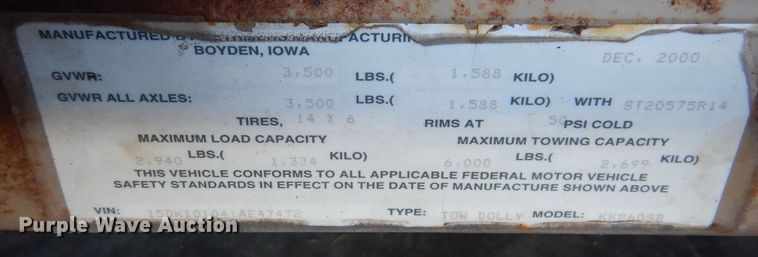 MANUFACTURED BY MANUFACTURING
BOYDEN, IOWA DEC, 2000
GVWR: 3,500 LBS.( 1,588 KILO)
GVWR ALL AXLES: 3,500 LBS.( 1,588 KILO) WITH ST20575R14
TIRES, 14 X 6 RIMS AT 50 PSI COLD
MAXIMUM LOAD CAPACITY MAXIMUM TOWING CAPACITY
2,940 LBS.( 1,334 KILO) 6,000 LBS.( 2,699 KILO)
THIS VEHICLE CONFORMS TO ALL APPLICABLE FEDERAL MOTOR VEHICLE
SAFETY STANDARDS IN EFFECT ON THE DATE OF MANUFACTURE SHOWN ABOVE
VIN: TYPE: TOW DOLLY MODEL:
Purple Wave Auction